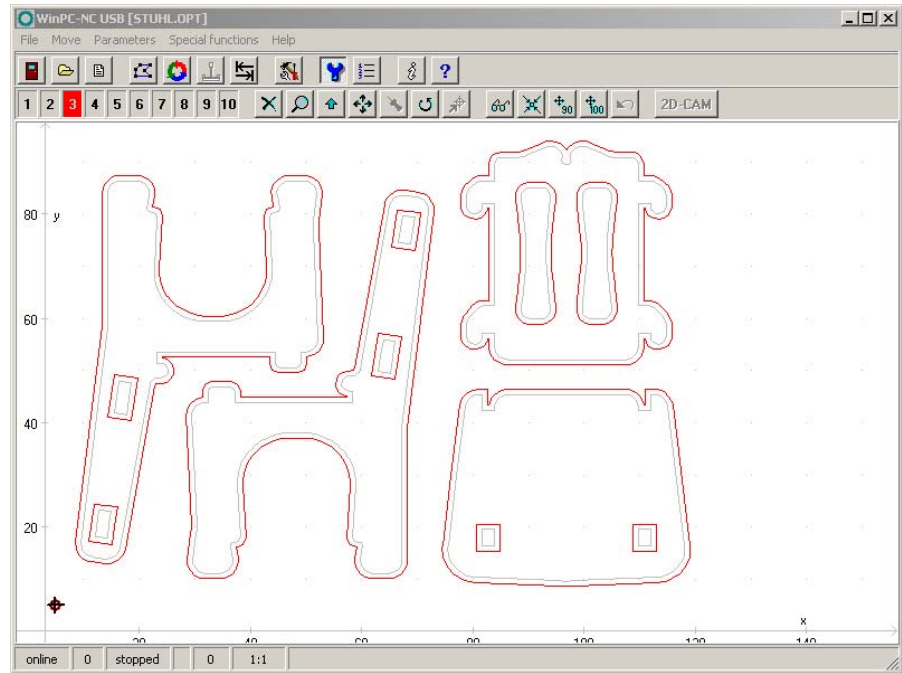 WinPC-NC USB [STUHL.OPT]
File Move Parameters Special functions Help
1 2 3 4 5 6 7 8 9 10 90 100 2D-CAM
80 y
60
40
20
x
20 40 60 80 100 120 140
online 0 stopped 0 1:1